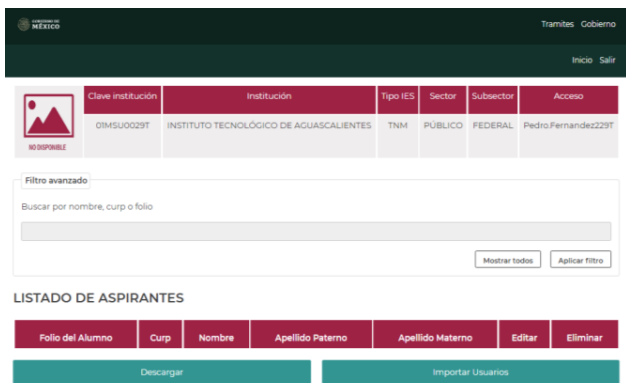 GOBIERNO DE
MÉXICO
Tramites Gobierno
Inicio Salir
Clave institución Institución Tipo IES Sector Subsector Acceso
01MSU0029T INSTITUTO TECNOLÓGICO DE AGUASCALIENTES TNM PÚBLICO FEDERAL Pedro.Fernandez229T
NO DISPONIBLE
Filtro avanzado
Buscar por nombre, curp o folio
Mostrar todos Aplicar filtro
LISTADO DE ASPIRANTES
Folio del Alumno Curp Nombre Apellido Paterno Apellido Materno Editar Eliminar
Descargar Importar Usuarios